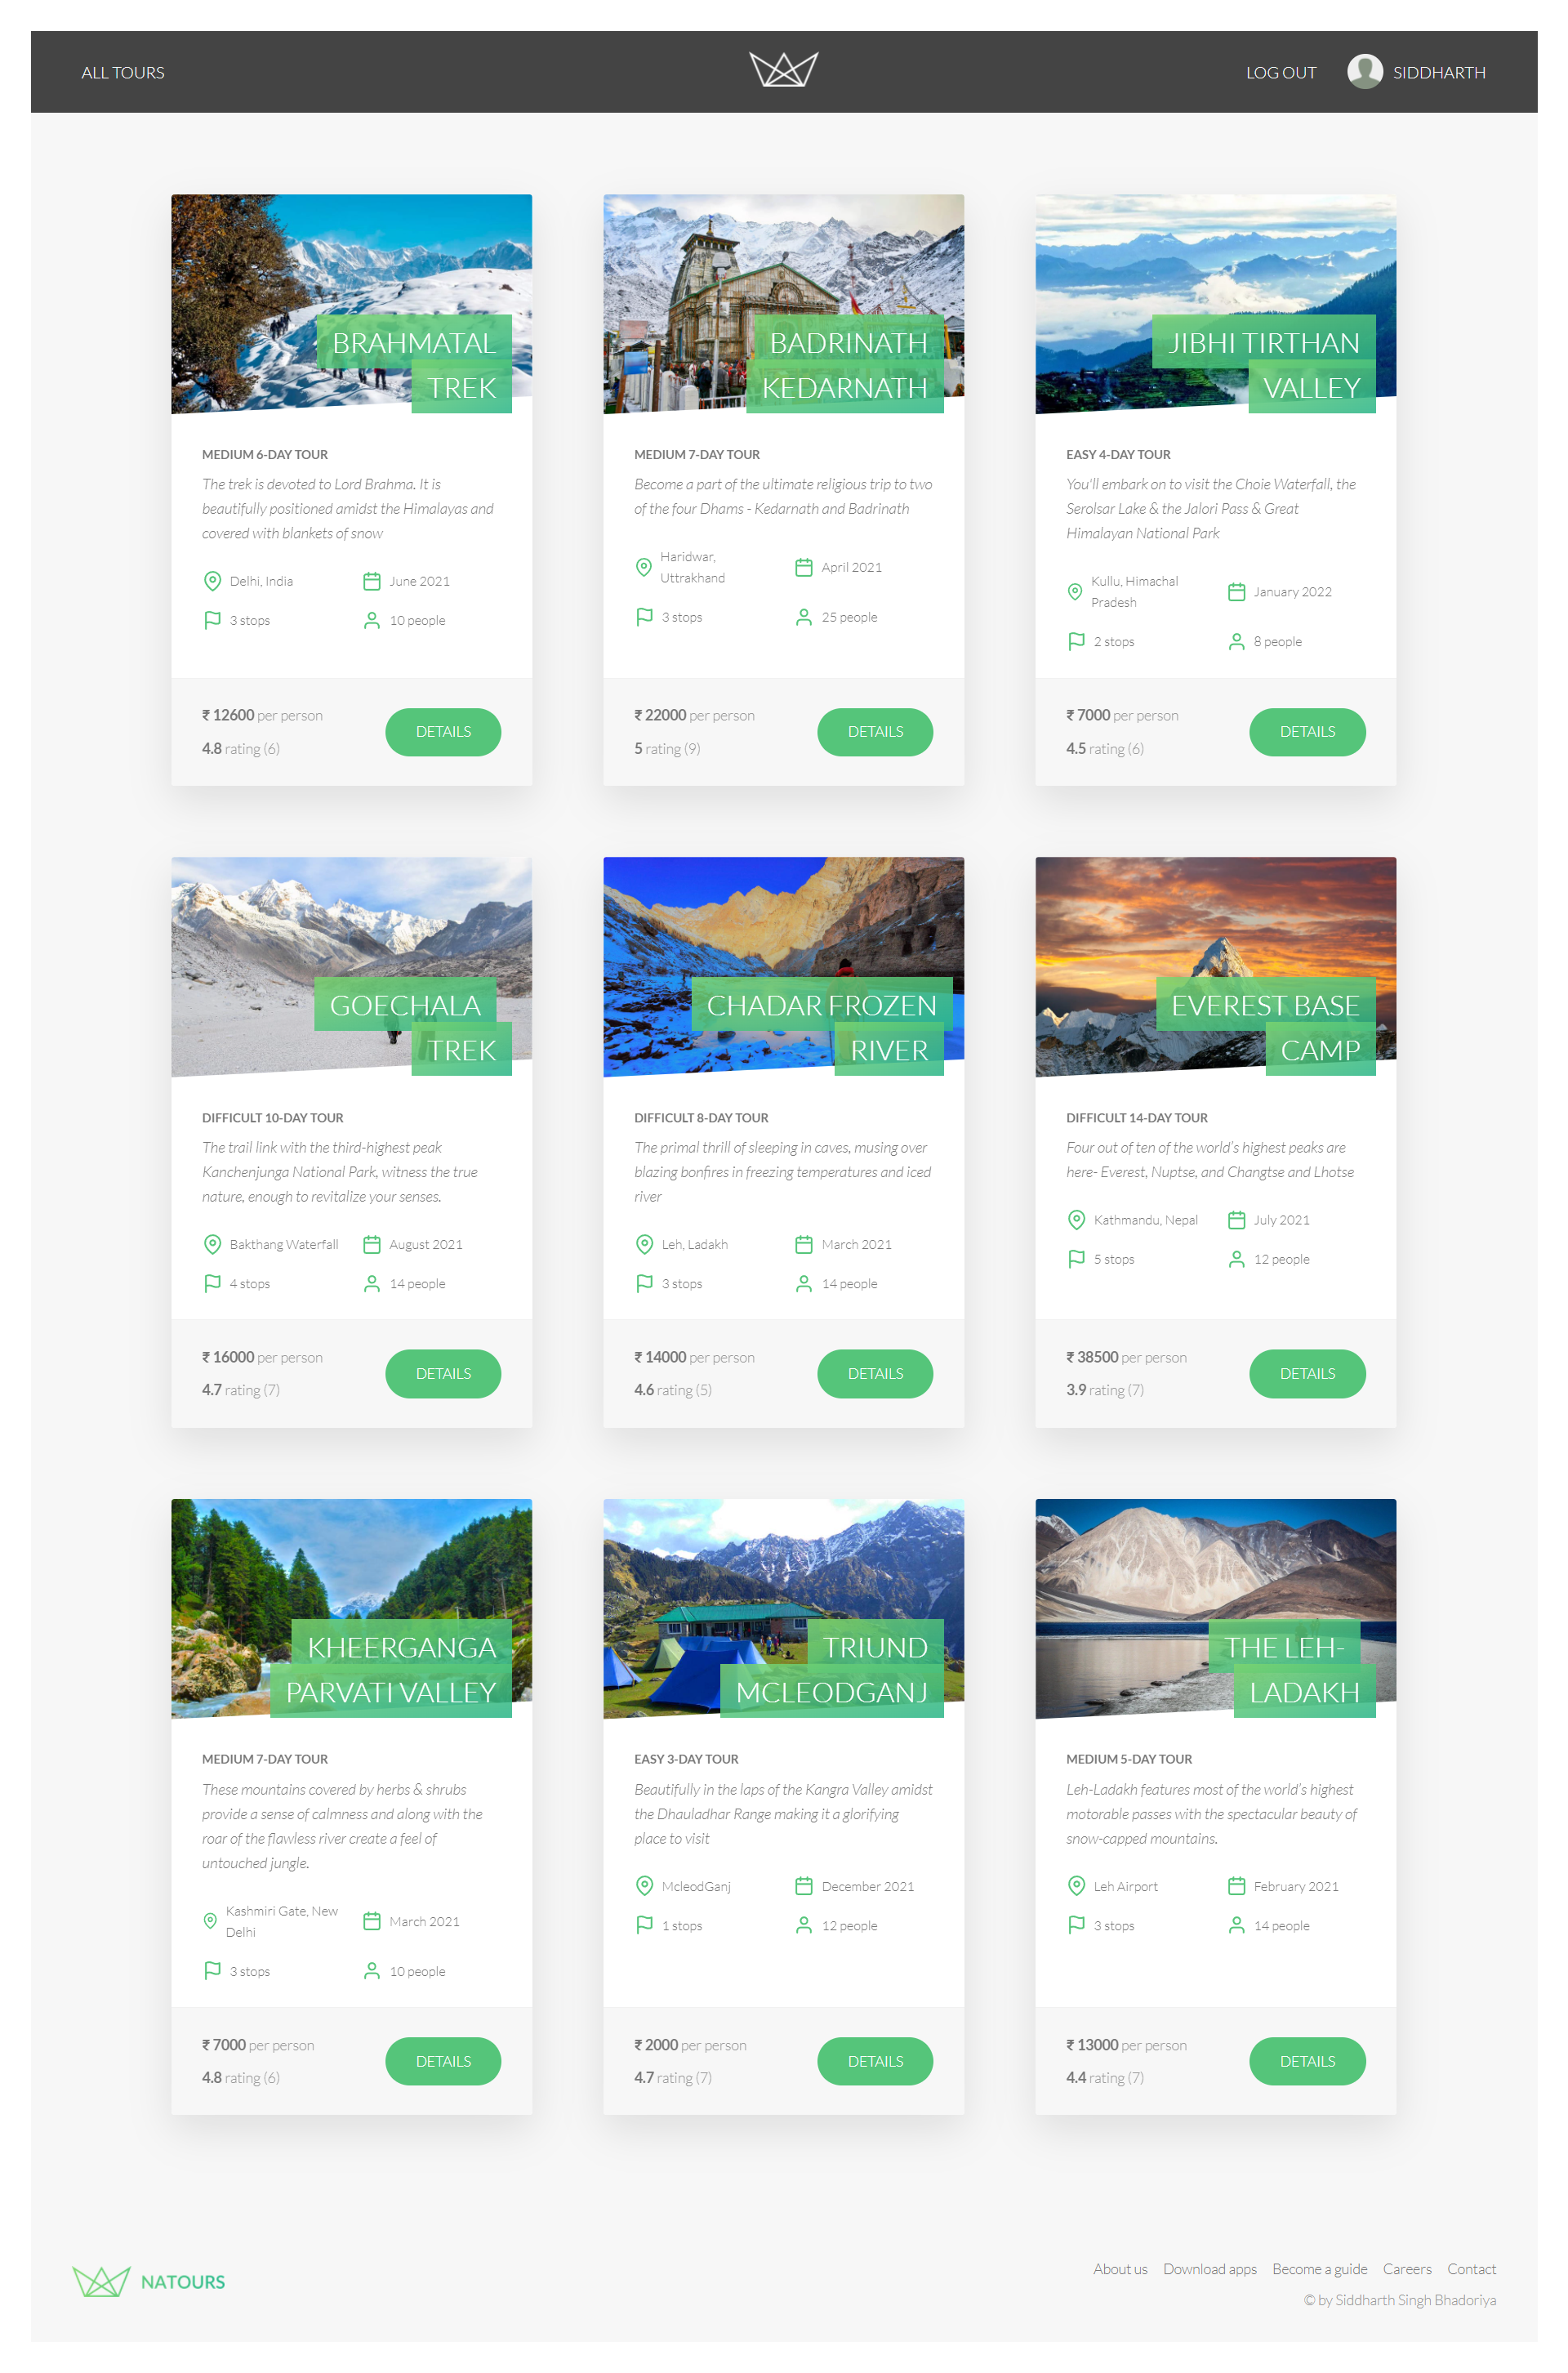 ALL TOURS
LOG OUT
SIDDHARTH
BRAHMATAL
TREK
MEDIUM 6-DAY TOUR
The trek is devoted to Lord Brahma. It is
beautifully positioned amidst the Himalayas and
covered with blankets of snow
Delhi, India
June 2021
3 stops
10 people
₹ 12600 per person
4.8 rating (6)
DETAILS
BADRINATH
KEDARNATH
MEDIUM 7-DAY TOUR
Become a part of the ultimate religious trip to two
of the four Dhams - Kedarnath and Badrinath
Haridwar,
Uttrakhand
April 2021
3 stops
25 people
₹ 22000 per person
5 rating (9)
DETAILS
JIBHI TIRTHAN
VALLEY
EASY 4-DAY TOUR
You'll embark on to visit the Choie Waterfall, the
Serolsar Lake & the Jalori Pass & Great
Himalayan National Park
Kullu, Himachal
Pradesh
January 2022
2 stops
8 people
₹ 7000 per person
4.5 rating (6)
DETAILS
GOECHALA
TREK
DIFFICULT 10-DAY TOUR
The trail link with the third-highest peak
Kanchenjunga National Park, witness the true
nature, enough to revitalize your senses.
Bakthang Waterfall
August 2021
4 stops
14 people
₹ 16000 per person
4.7 rating (7)
DETAILS
CHADAR FROZEN
RIVER
DIFFICULT 8-DAY TOUR
The primal thrill of sleeping in caves, musing over
blazing bonfires in freezing temperatures and iced
river
Leh, Ladakh
March 2021
3 stops
14 people
₹ 14000 per person
4.6 rating (5)
DETAILS
EVEREST BASE
CAMP
DIFFICULT 14-DAY TOUR
Four out of ten of the world’s highest peaks are
here- Everest, Nuptse, and Changtse and Lhotse
Kathmandu, Nepal
July 2021
5 stops
12 people
₹ 38500 per person
3.9 rating (7)
DETAILS
KHEERGANGA
PARVATI VALLEY
MEDIUM 7-DAY TOUR
These mountains covered by herbs & shrubs
provide a sense of calmness and along with the
roar of the flawless river create a feel of
untouched jungle.
Kashmiri Gate, New
Delhi
March 2021
3 stops
10 people
₹ 7000 per person
4.8 rating (6)
DETAILS
TRIUND
MCLEODGANJ
EASY 3-DAY TOUR
Beautifully in the laps of the Kangra Valley amidst
the Dhauladhar Range making it a glorifying
place to visit
McleodGanj
December 2021
1 stops
12 people
₹ 2000 per person
4.7 rating (7)
DETAILS
THE LEH-
LADAKH
MEDIUM 5-DAY TOUR
Leh-Ladakh features most of the world’s highest
motorable passes with the spectacular beauty of
snow-capped mountains.
Leh Airport
February 2021
3 stops
14 people
₹ 13000 per person
4.4 rating (7)
DETAILS
NATOURS
About us
Download apps
Become a guide
Careers
Contact
© by Siddharth Singh Bhadoriya